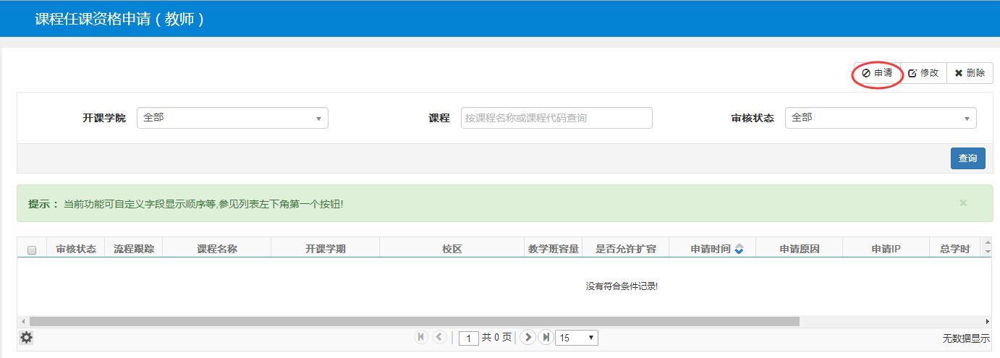 课程任课资格申请（教师）
申请 修改 删除
开课学院 全部 课程 按课程名称或课程代码查询 审核状态 全部
查询
提示： 当前功能可自定义字段显示顺序等,参见列表左下角第一个按钮!
审核状态 流程跟踪 课程名称 开课学期 校区 教学班容量 是否允许扩容 申请时间 申请原因 申请IP 总学时
没有符合条件记录!
1 共 0 页 15 无数据显示